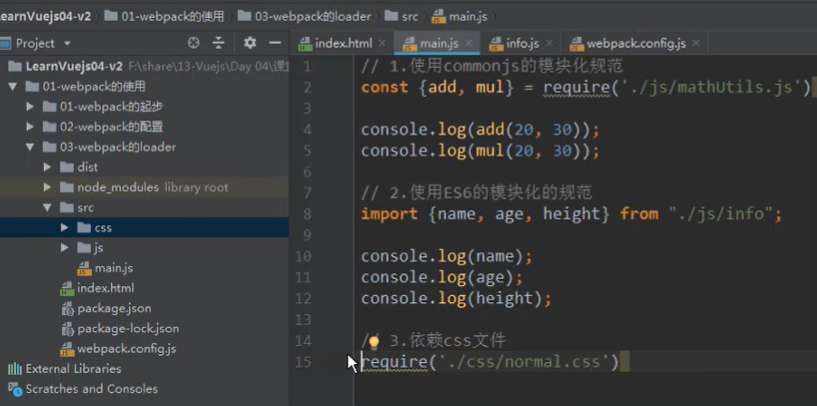 LearnVuejs04-v2 01-webpack的使用 03-webpack的loader src main.js
Project
index.html main.js info.js webpack.config.js
LearnVuejs04-v2 F:\share\13-Vuejs\Day 04\
01-webpack的使用
01-webpack的起步
02-webpack的配置
03-webpack的loader
dist
node_modules library root
src
css
js
main.js
index.html
package.json
package-lock.json
webpack.config.js
External Libraries
Scratches and Consoles
1 // 1.使用commonjs的模块化规范
2 const {add, mul} = require('./js/mathUtils.js')
3
4 console.log(add(20, 30));
5 console.log(mul(20, 30));
6
7 // 2.使用ES6的模块化的规范
8 import {name, age, height} from "./js/info";
9
10 console.log(name);
11 console.log(age);
12 console.log(height);
13
14 // 3.依赖css文件
15 require('./css/normal.css')